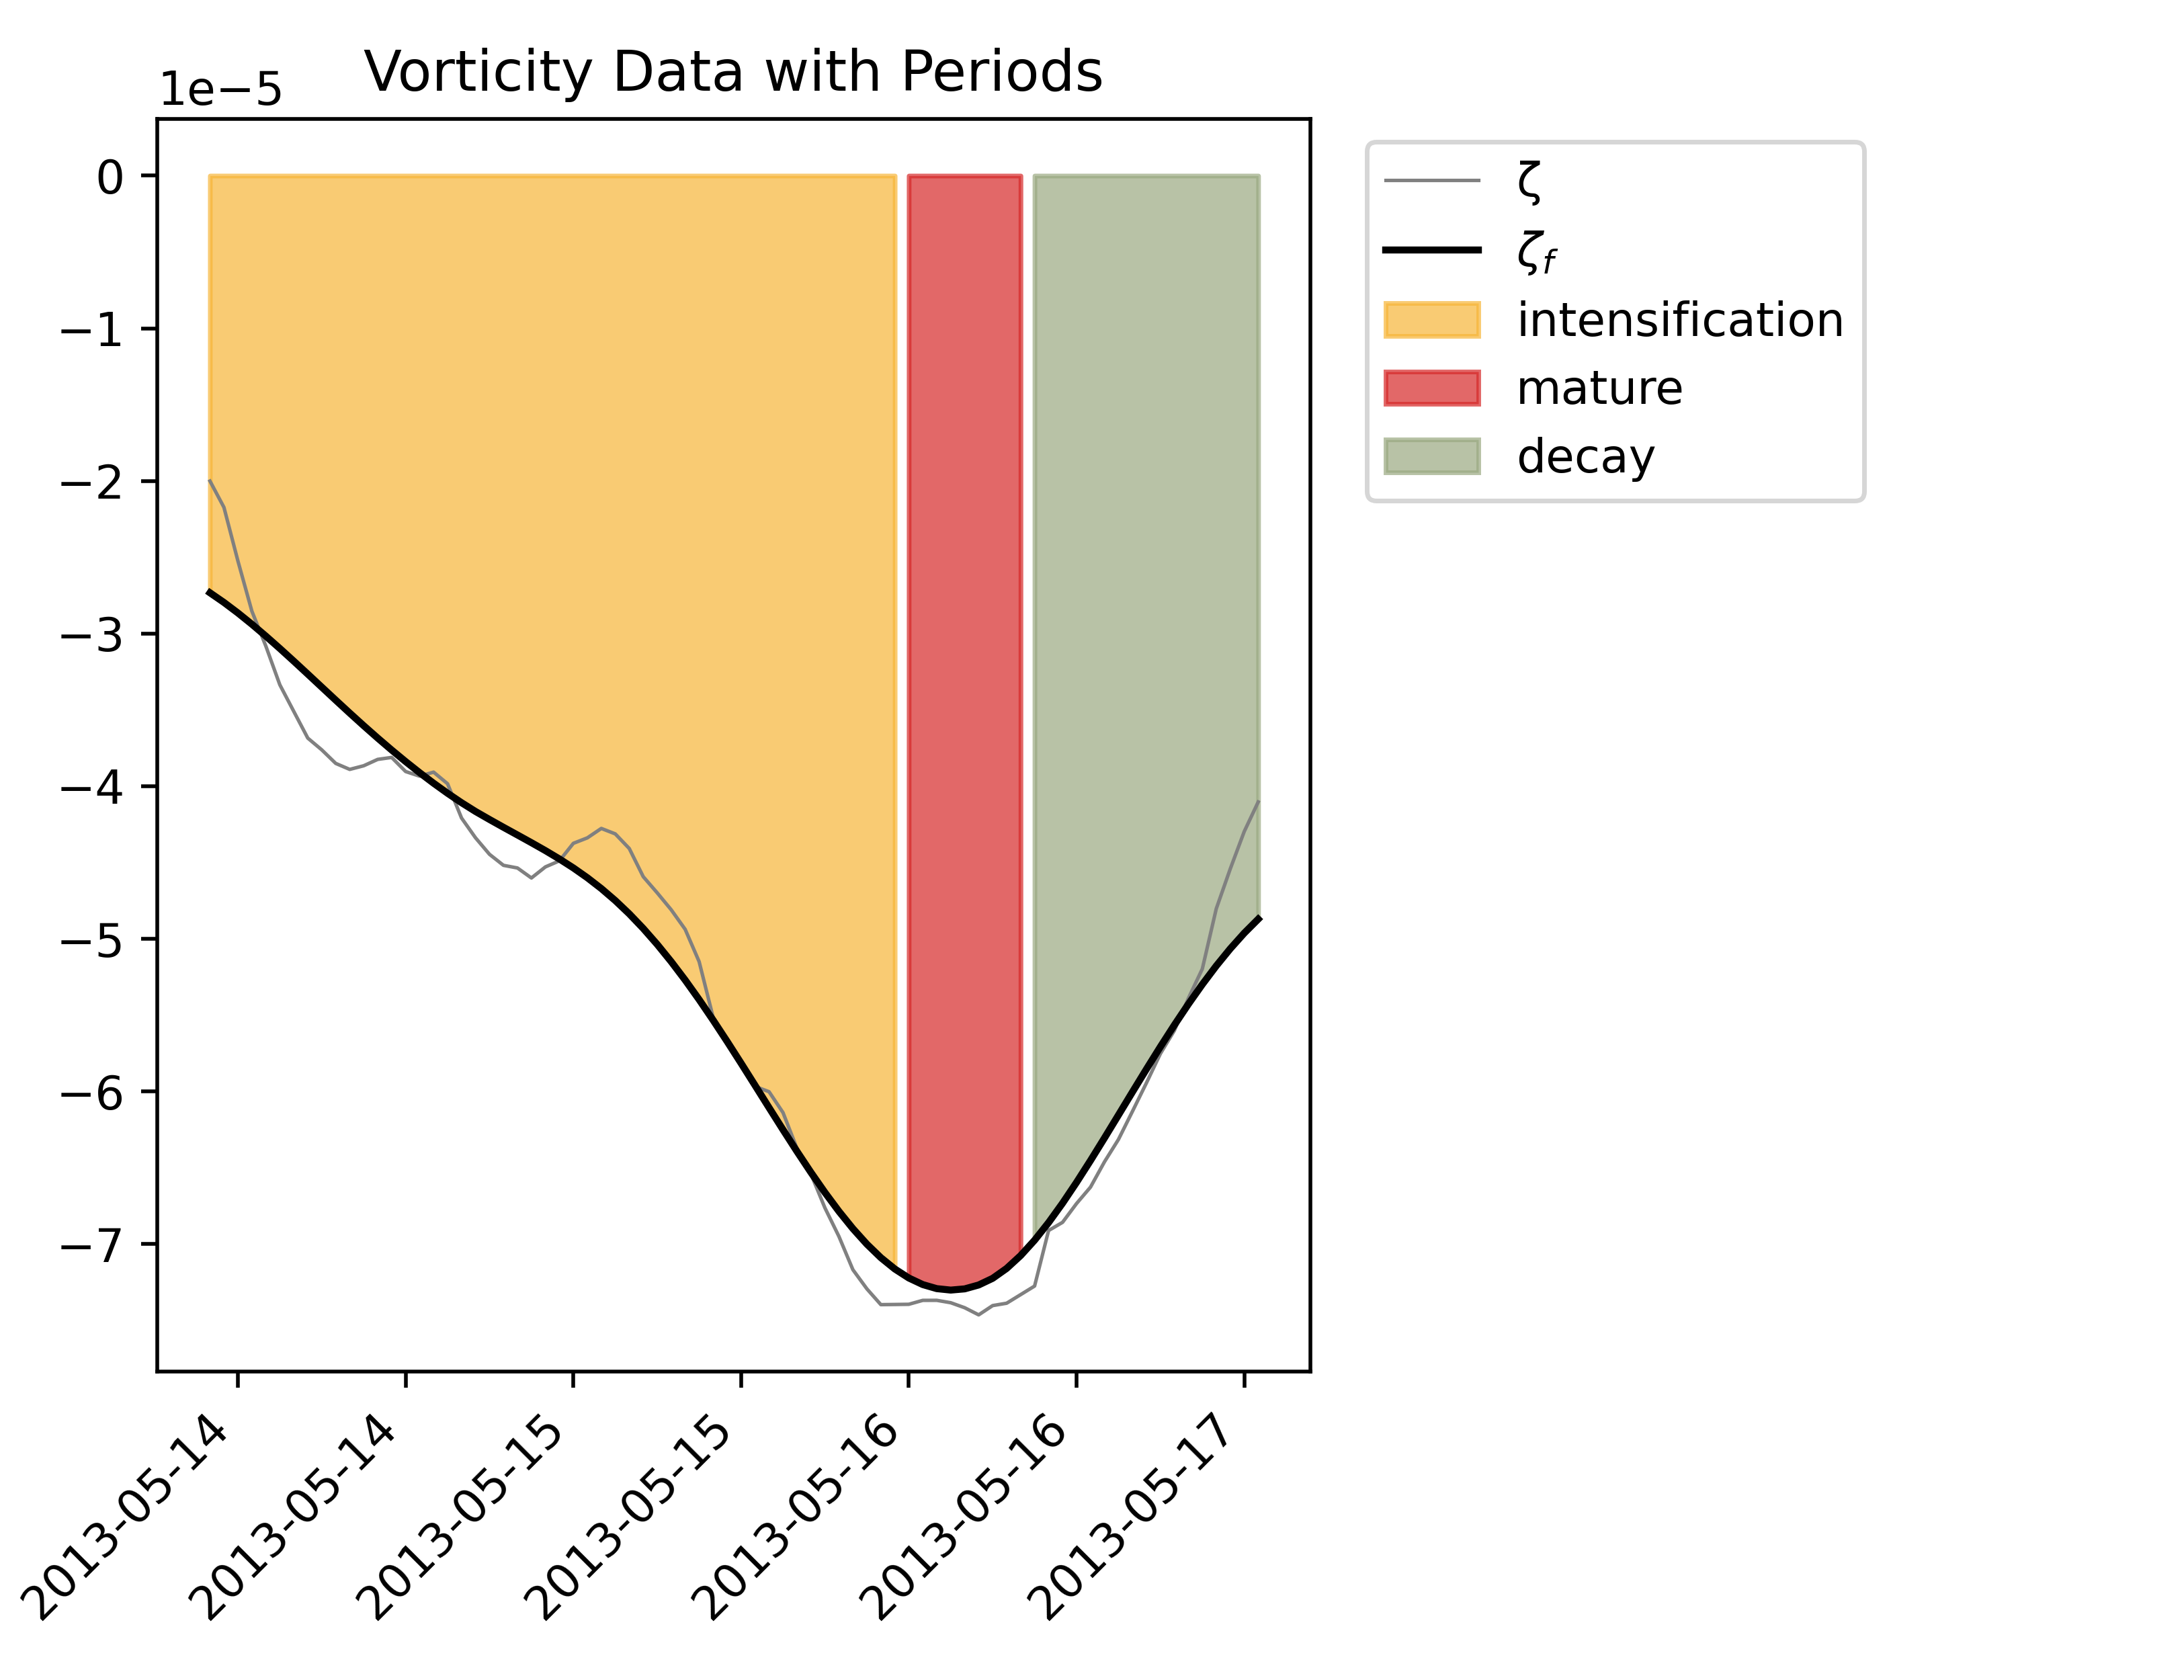 Vorticity Data with Periods
1e−5
0
−1
−2
−3
−4
−5
−6
−7
2013-05-14
2013-05-14
2013-05-15
2013-05-15
2013-05-16
2013-05-16
2013-05-17
ζ
ζf
intensification
mature
decay